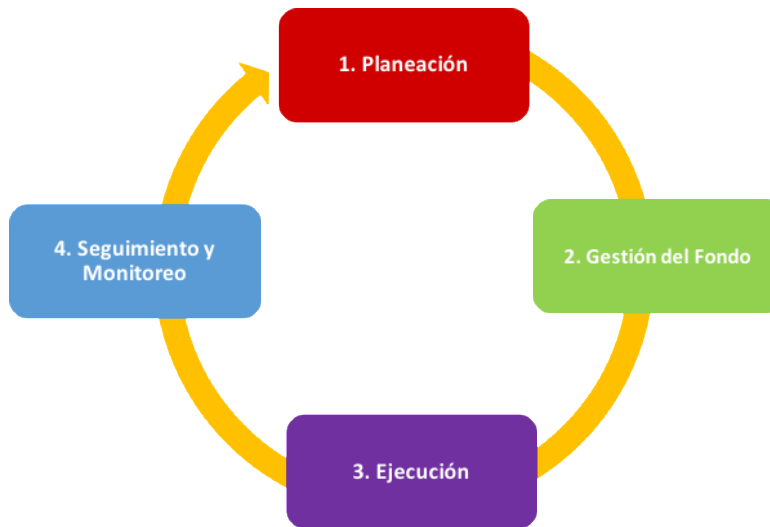 1. Planeación
2. Gestión del Fondo
3. Ejecución
4. Seguimiento y
Monitoreo